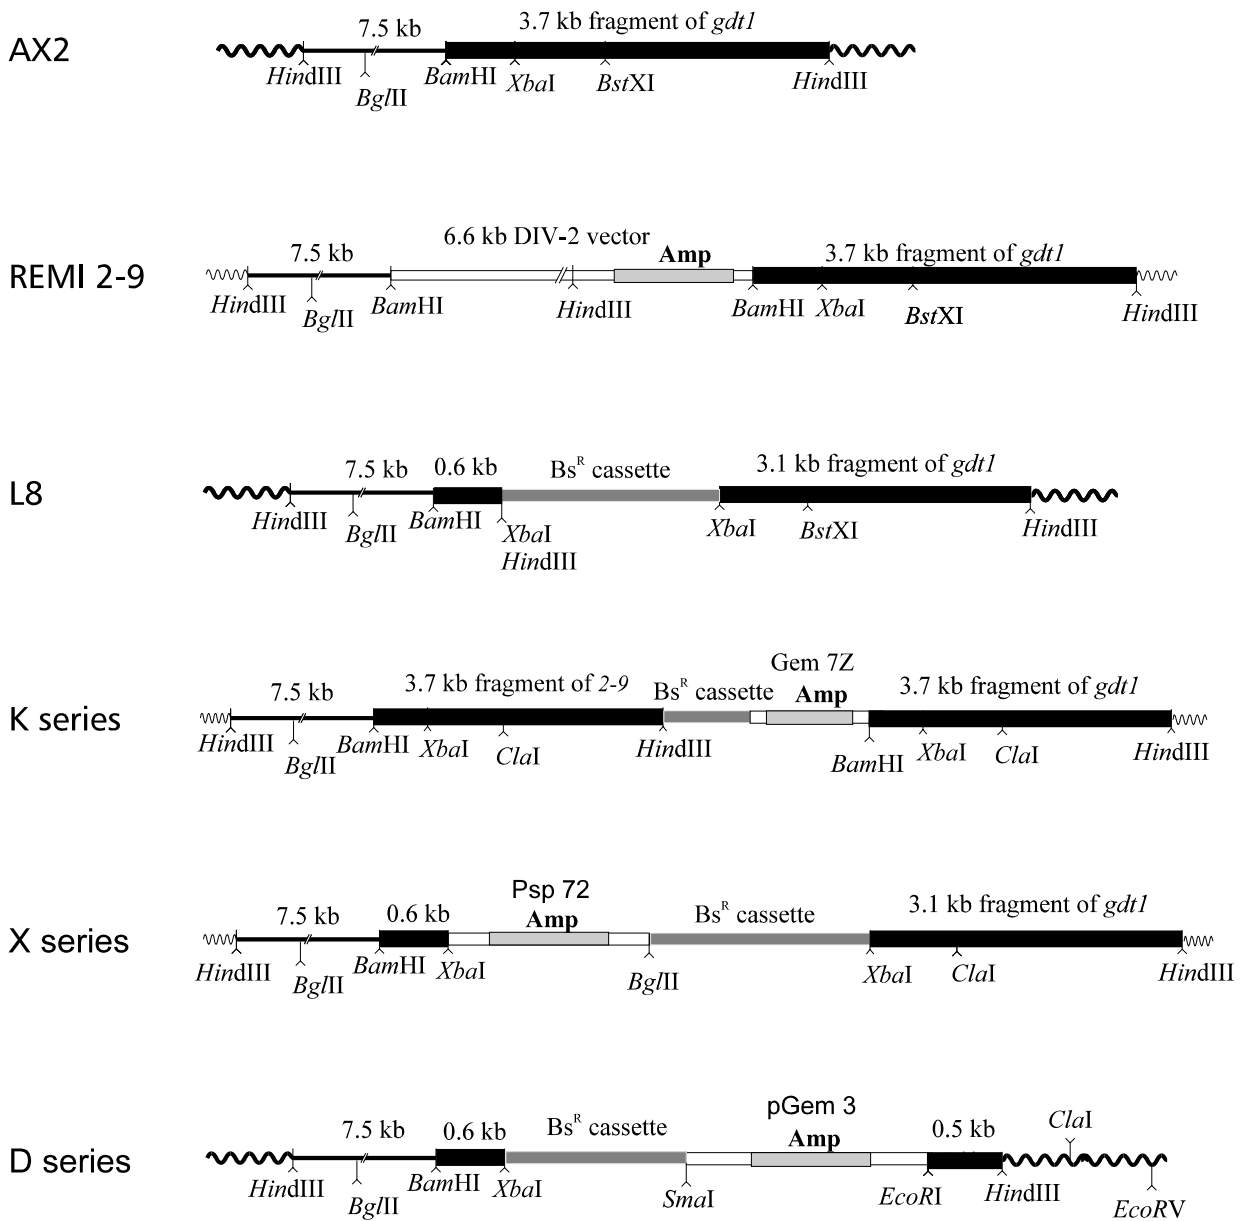 AX2
7.5 kb 3.7 kb fragment of gdt1
HindIII BglII BamHI XbaI BstXI HindIII
REMI 2-9
7.5 kb 6.6 kb DIV-2 vector Amp 3.7 kb fragment of gdt1
HindIII BglII BamHI HindIII BamHI XbaI BstXI HindIII
L8
7.5 kb 0.6 kb BsR cassette 3.1 kb fragment of gdt1
HindIII BglII BamHI XbaI XbaI BstXI HindIII
HindIII
K series
Gem 7Z
7.5 kb 3.7 kb fragment of 2-9 BsR cassette Amp 3.7 kb fragment of gdt1
HindIII BglII BamHI XbaI ClaI HindIII BamHI XbaI ClaI HindIII
X series
Psp 72
7.5 kb 0.6 kb Amp BsR cassette 3.1 kb fragment of gdt1
HindIII BglII BamHI XbaI BglII XbaI ClaI HindIII
D series
pGem 3
7.5 kb 0.6 kb BsR cassette Amp 0.5 kb ClaI
HindIII BglII BamHI XbaI SmaI EcoRI HindIII EcoRV